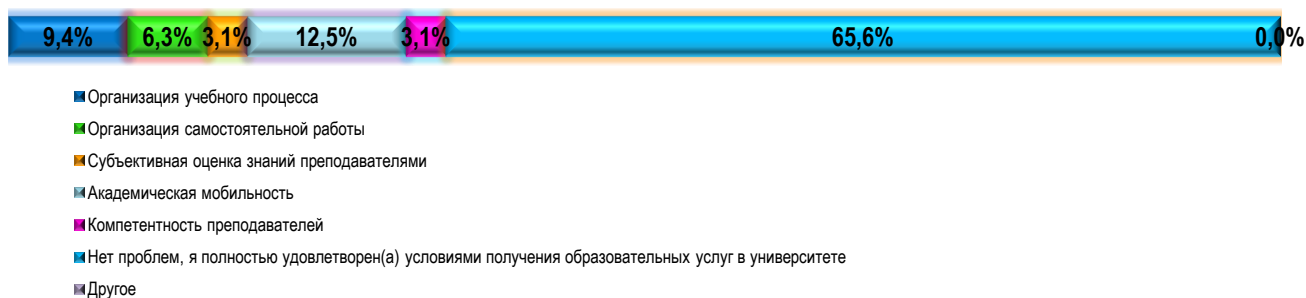 9,4% 6,3% 3,1% 12,5% 3,1% 65,6% 0,0%
Организация учебного процесса
Организация самостоятельной работы
Субъективная оценка знаний преподавателями
Академическая мобильность
Компетентность преподавателей
Нет проблем, я полностью удовлетворен(а) условиями получения образовательных услуг в университете
Другое